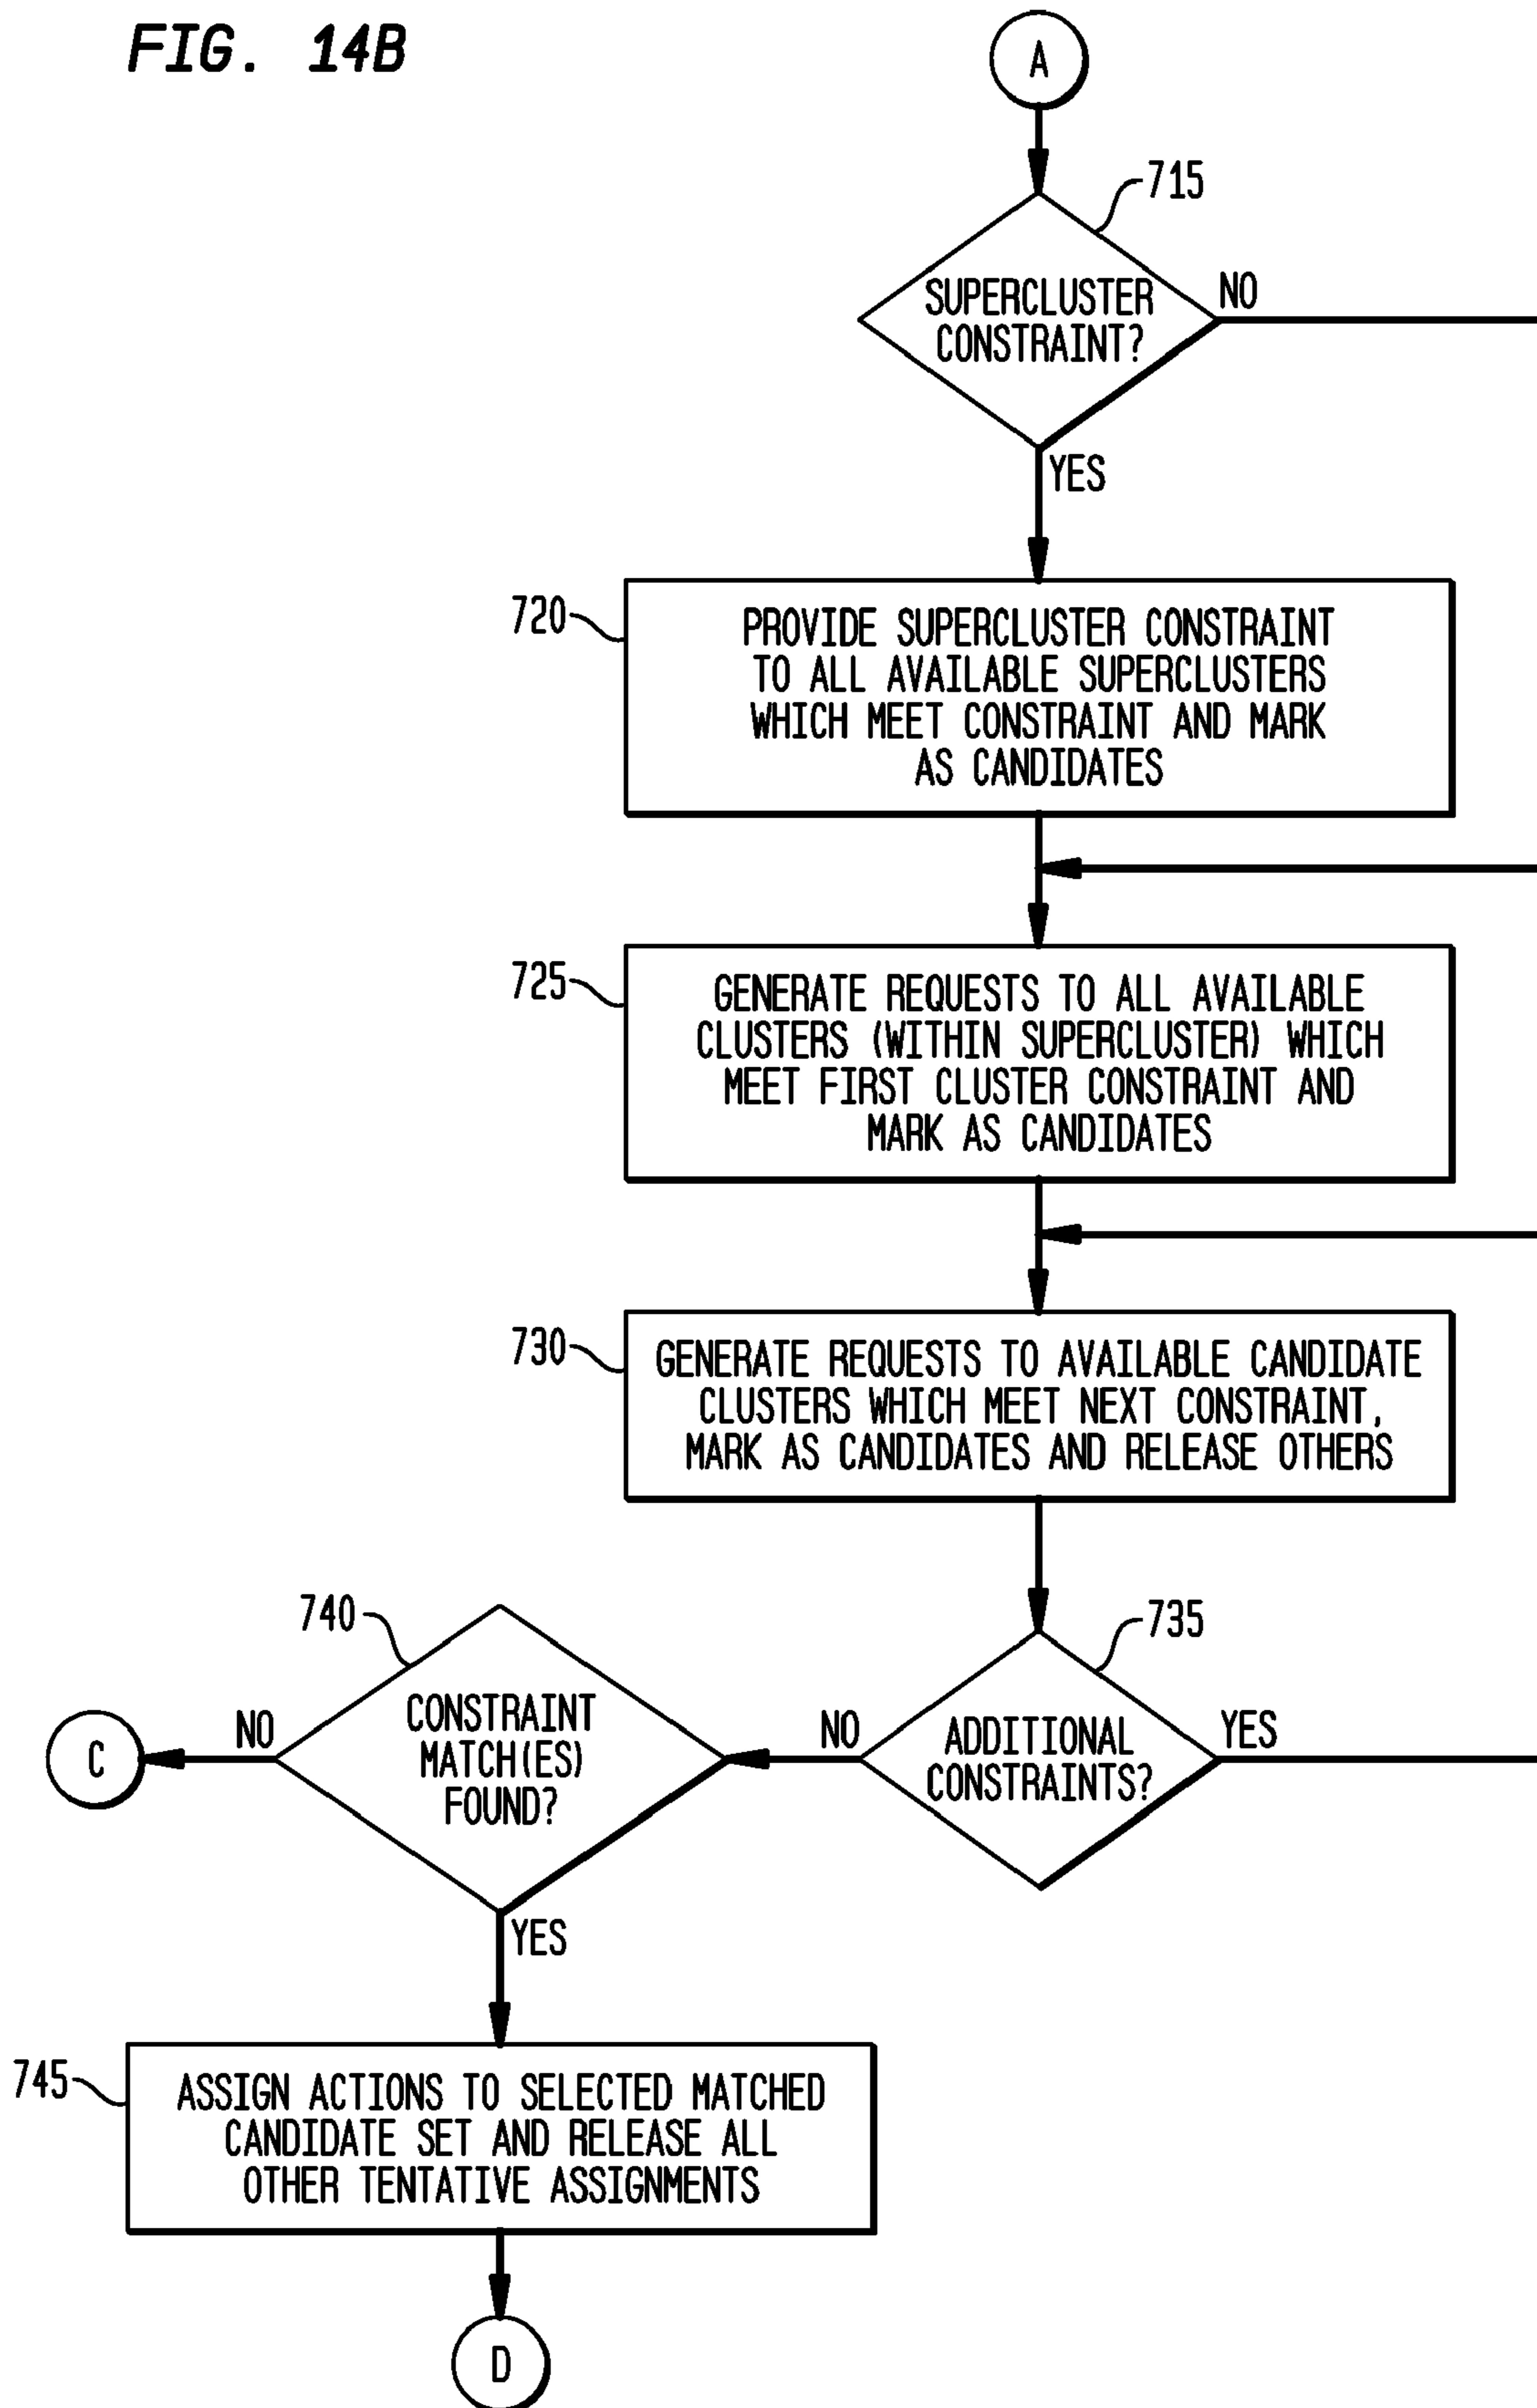 FIG. 14B
A
715
SUPERCLUSTER
CONSTRAINT?
NO
YES
720
PROVIDE SUPERCLUSTER CONSTRAINT
TO ALL AVAILABLE SUPERCLUSTERS
WHICH MEET CONSTRAINT AND MARK
AS CANDIDATES
725
GENERATE REQUESTS TO ALL AVAILABLE
CLUSTERS (WITHIN SUPERCLUSTER) WHICH
MEET FIRST CLUSTER CONSTRAINT AND
MARK AS CANDIDATES
730
GENERATE REQUESTS TO AVAILABLE CANDIDATE
CLUSTERS WHICH MEET NEXT CONSTRAINT,
MARK AS CANDIDATES AND RELEASE OTHERS
735
ADDITIONAL
CONSTRAINTS?
YES
NO
740
CONSTRAINT
MATCH(ES)
FOUND?
NO
C
YES
745
ASSIGN ACTIONS TO SELECTED MATCHED
CANDIDATE SET AND RELEASE ALL
OTHER TENTATIVE ASSIGNMENTS
D